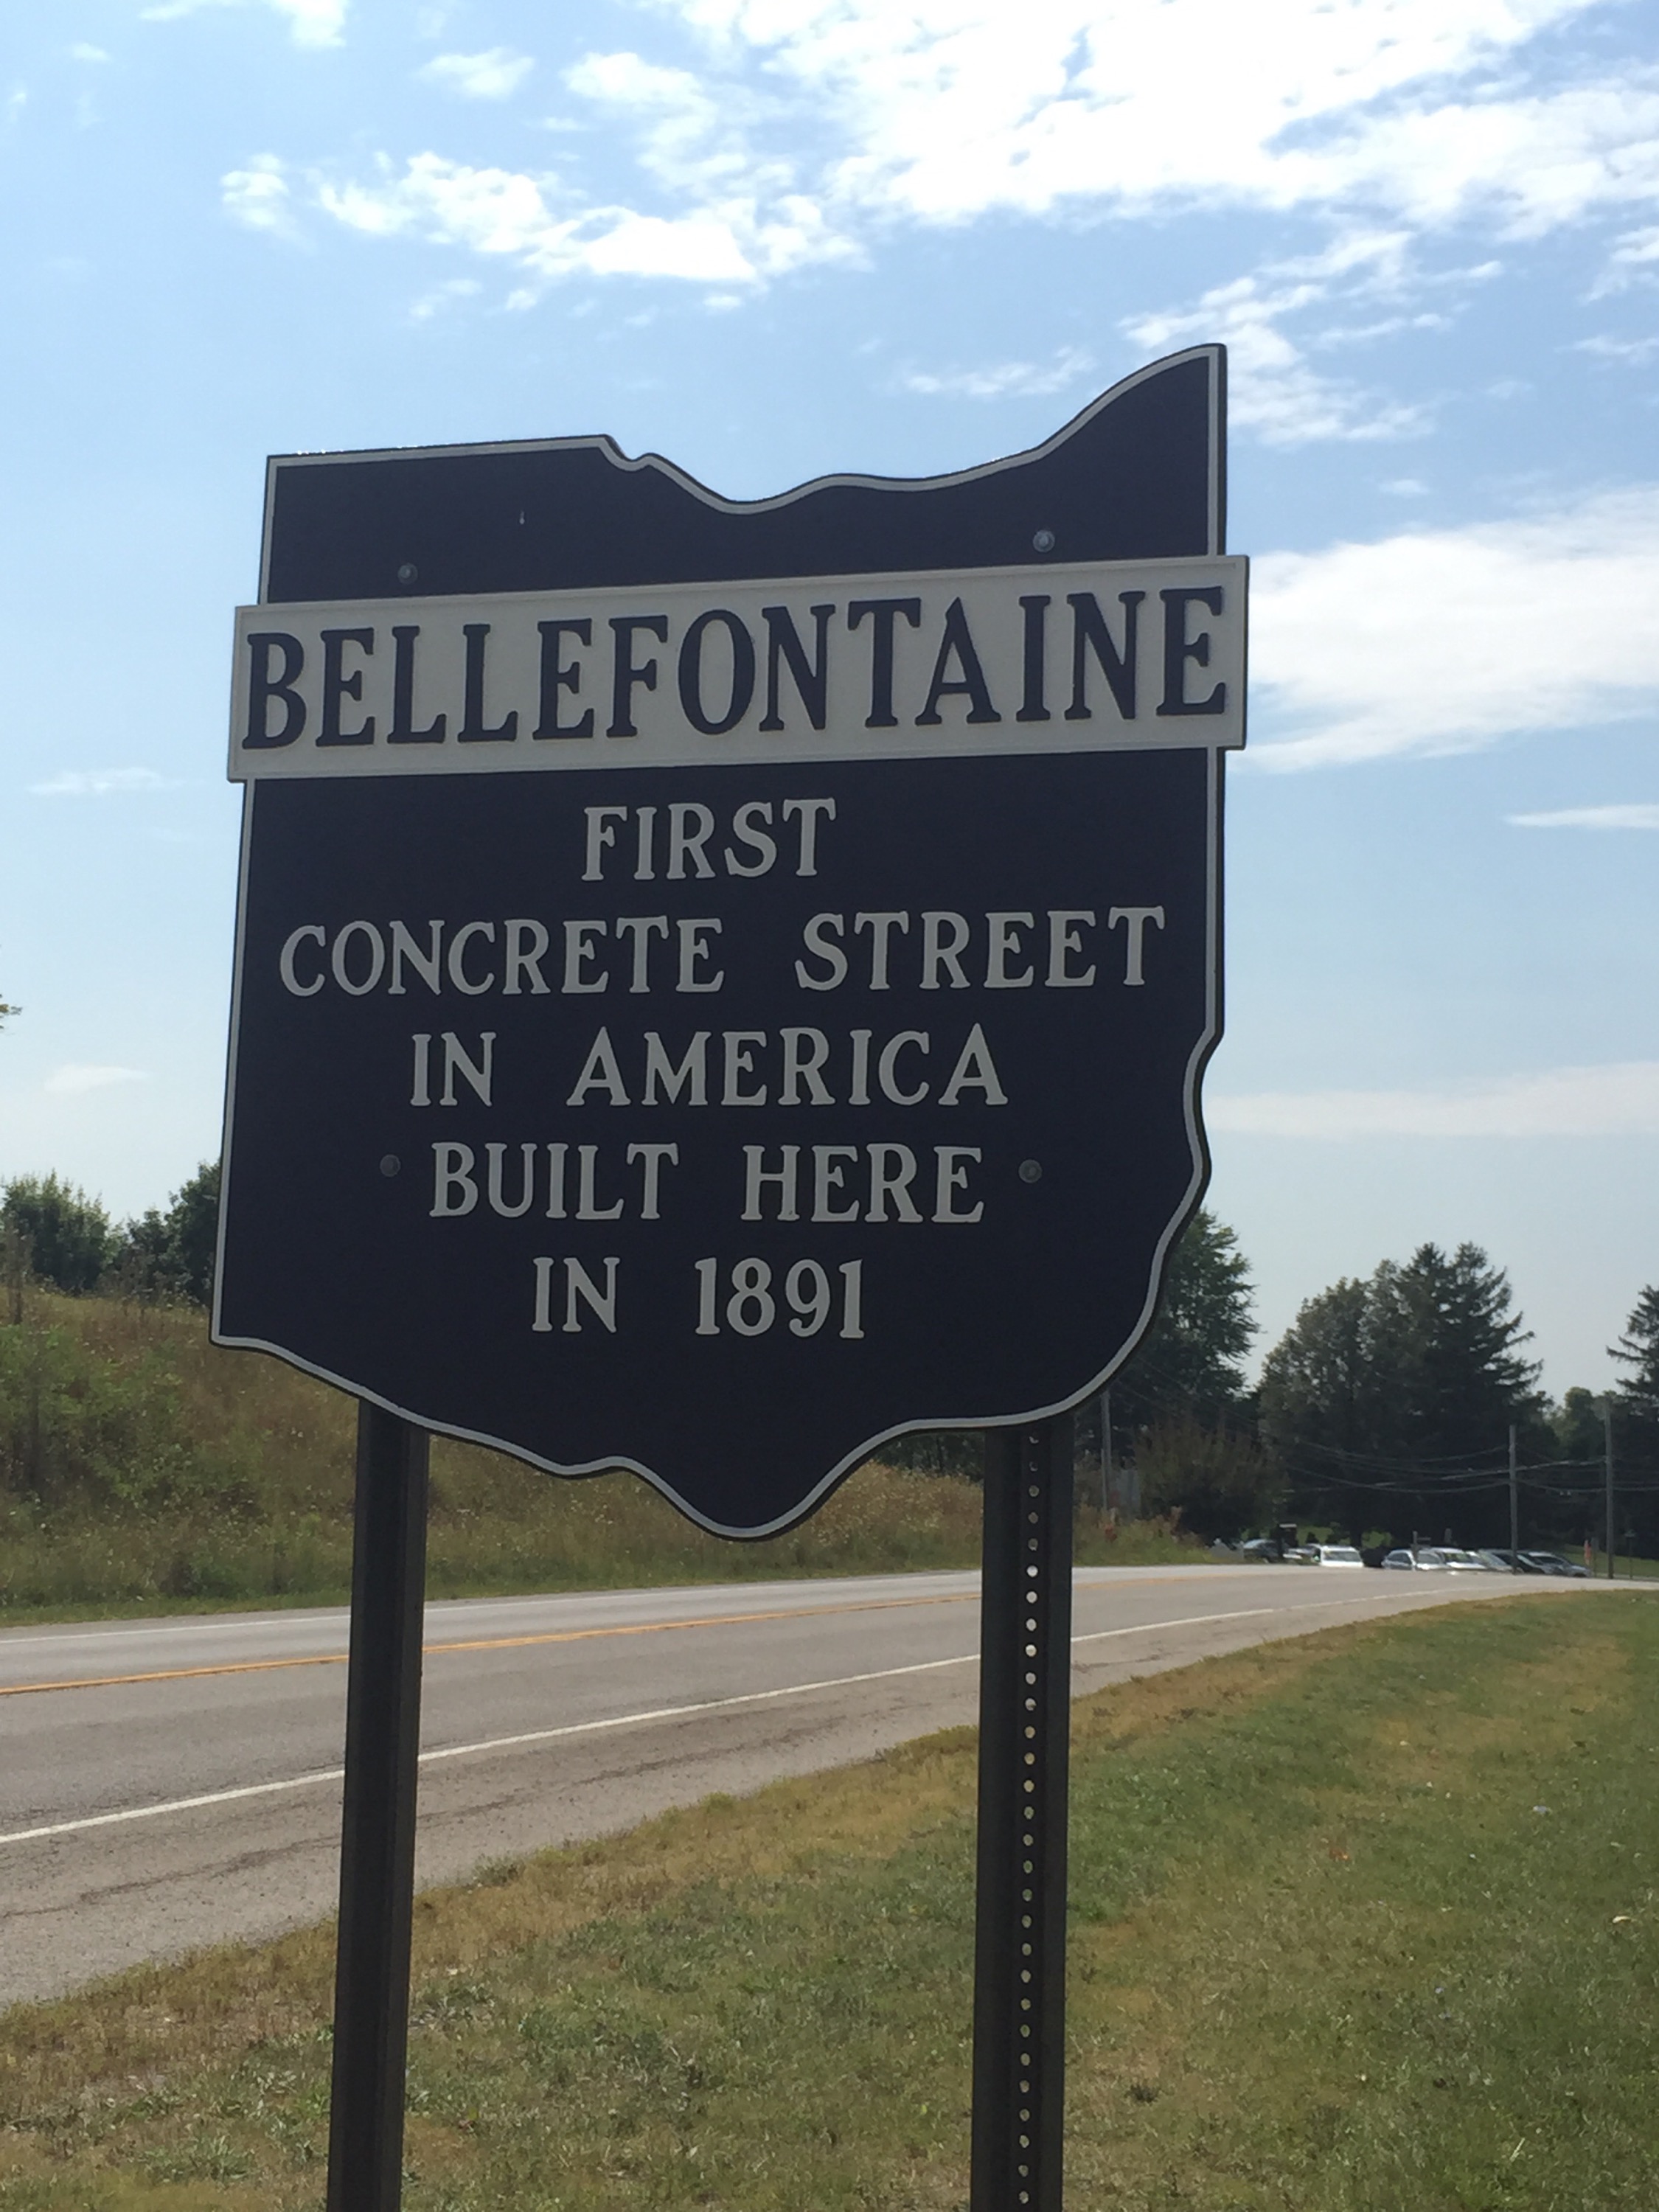 BELLEFONTAINE
FIRST
CONCRETE STREET
IN AMERICA
BUILT HERE
IN 1891